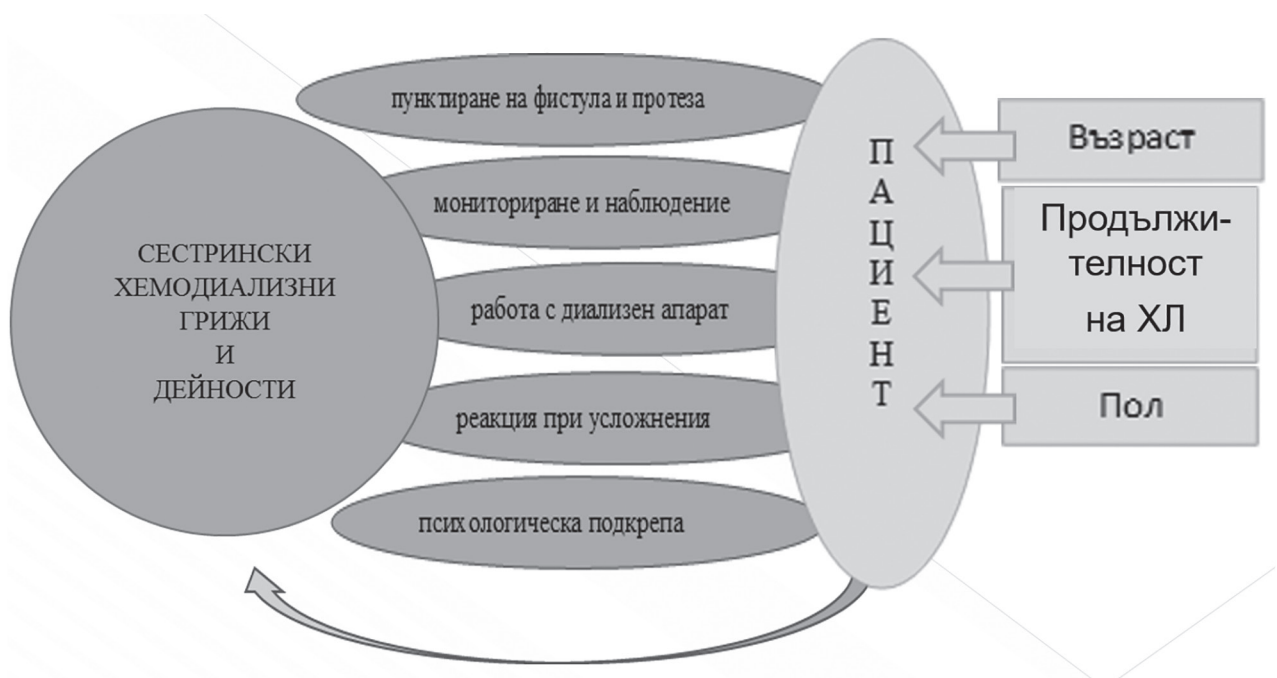 СЕСТРИНСКИ
ХЕМОДИАЛИЗНИ
ГРИЖИ
И
ДЕЙНОСТИ
пунктиране на фистула и протеза
мониториране и наблюдение
работа с диализен апарат
реакция при усложнения
психологическа подкрепа
П
А
Ц
И
Е
Н
Т
Възраст
Продължи-
телност
на ХЛ
Пол